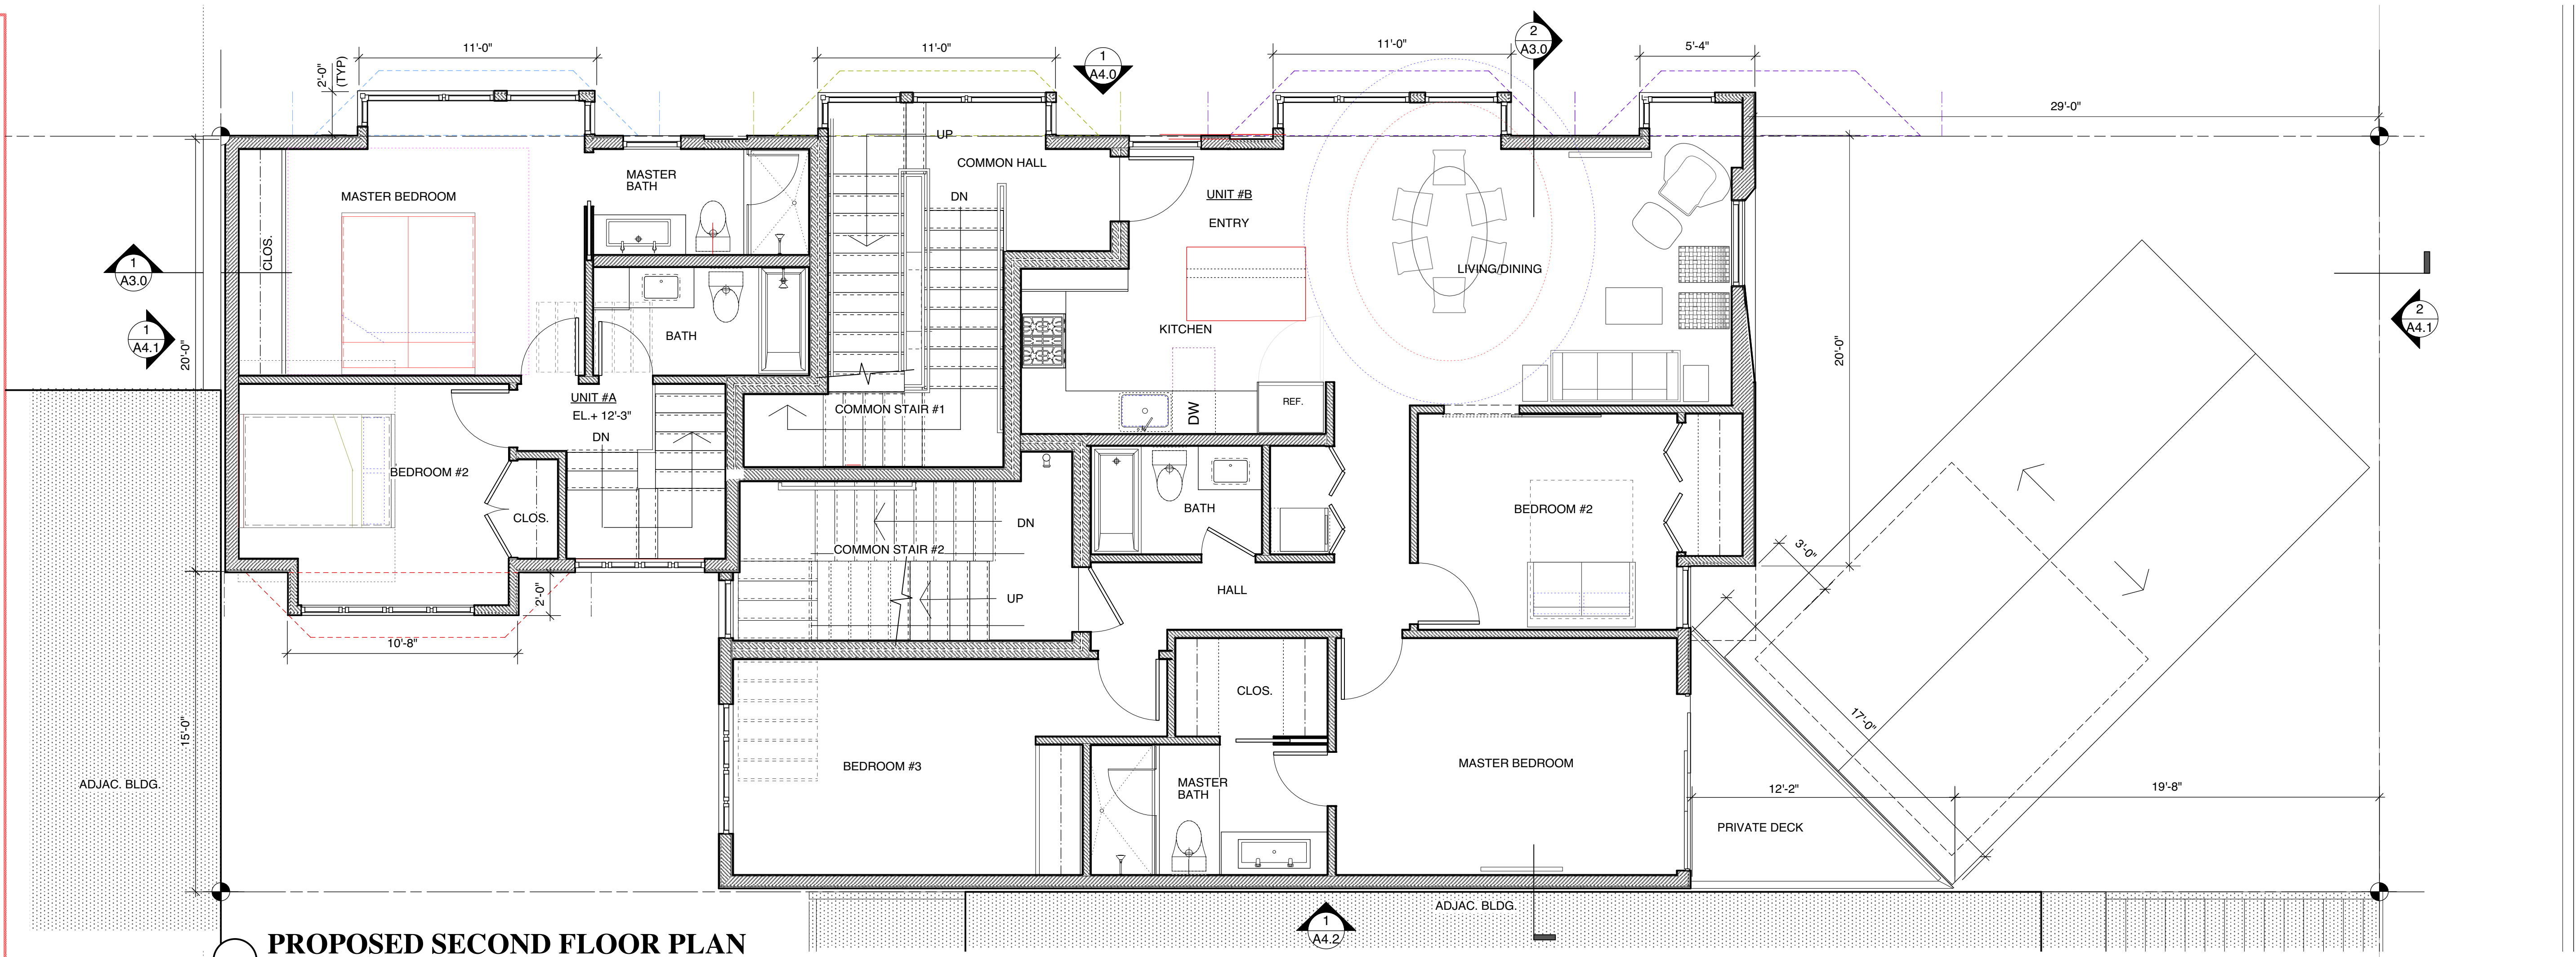 11'-0"
11'-0"
11'-0"
5'-4"
2
A3.0
1
A4.0
2'-0"
(TYP)
29'-0"
UP
COMMON HALL
MASTER
BATH
MASTER BEDROOM
DN
UNIT #B
ENTRY
CLOS.
1
A3.0
LIVING/DINING
2
A4.1
1
A4.1
20'-0"
KITCHEN
BATH
20'-0"
UNIT #A
EL.+ 12'-3"
DN
COMMON STAIR #1
DW
REF.
BEDROOM #2
CLOS.
DN
COMMON STAIR #2
UP
BATH
BEDROOM #2
3'-0"
HALL
2'-0"
10'-8"
CLOS.
15'-0"
17'-0"
ADJAC. BLDG.
BEDROOM #3
MASTER
BATH
MASTER BEDROOM
12'-2"
19'-8"
PRIVATE DECK
ADJAC. BLDG.
1
A4.2
PROPOSED SECOND FLOOR PLAN